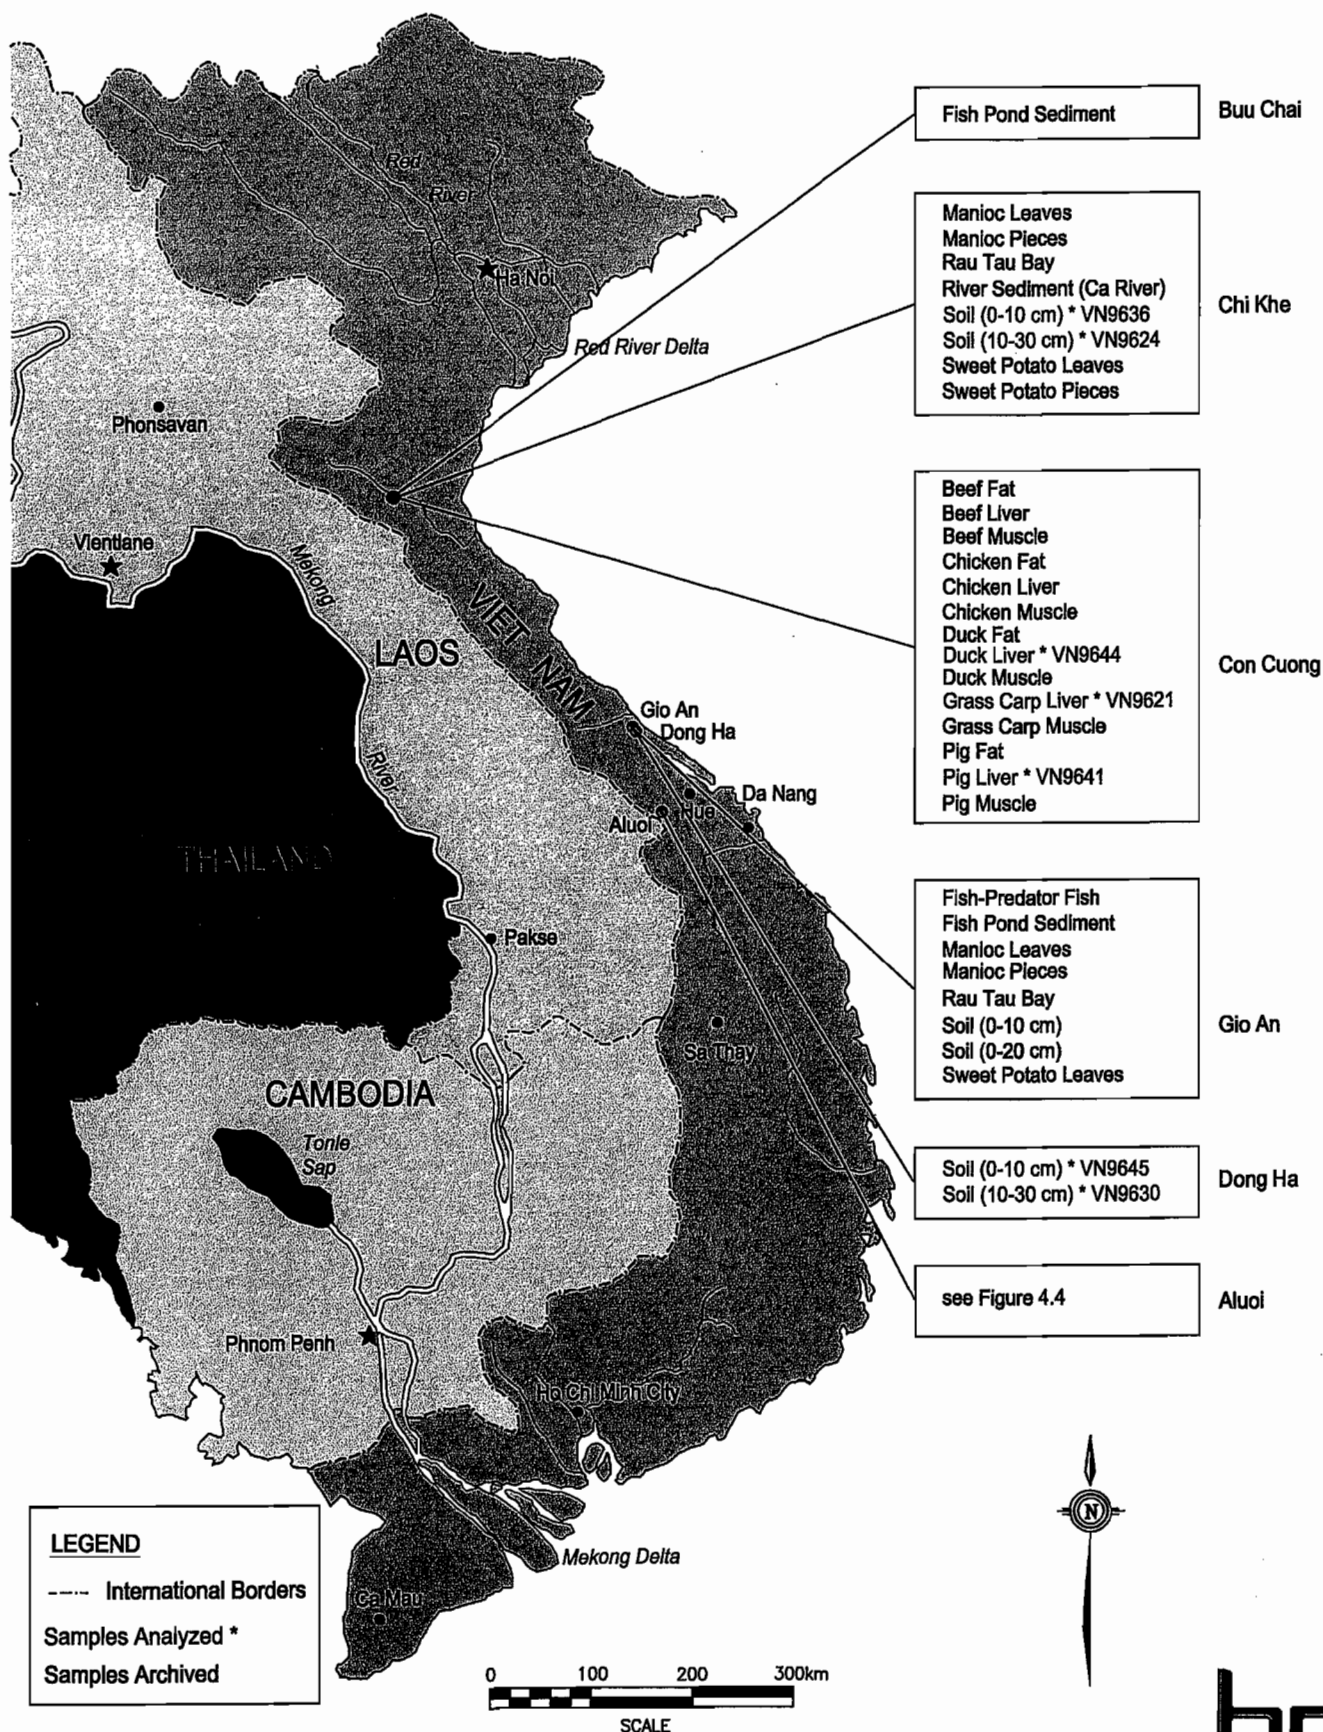 Fish Pond Sediment
Buu Chai
Manioc Leaves
Manioc Pieces
Rau Tau Bay
River Sediment (Ca River)
Soil (0-10 cm) * VN9636
Soil (10-30 cm) * VN9624
Sweet Potato Leaves
Sweet Potato Pieces
Chi Khe
Beef Fat
Beef Liver
Beef Muscle
Chicken Fat
Chicken Liver
Chicken Muscle
Duck Fat
Duck Liver * VN9644
Duck Muscle
Grass Carp Liver * VN9621
Grass Carp Muscle
Pig Fat
Pig Liver * VN9641
Pig Muscle
Con Cuong
Fish-Predator Fish
Fish Pond Sediment
Manioc Leaves
Manioc Pieces
Rau Tau Bay
Soil (0-10 cm)
Soil (0-20 cm)
Sweet Potato Leaves
Gio An
Soil (0-10 cm) * VN9645
Soil (10-30 cm) * VN9630
Dong Ha
see Figure 4.4
Aluoi
Red
River
Ha Noi
Red River Delta
Phonsavan
Vientiane
Mekong
River
LAOS
VIET NAM
Gio An
Dong Ha
Da Nang
Hue
Aluoi
THAILAND
Pakse
Sa Thay
CAMBODIA
Tonle
Sap
Phnom Penh
Ho Chi Minh City
Mekong Delta
Ca Mau
LEGEND
International Borders
Samples Analyzed *
Samples Archived
0 100 200 300km
SCALE
N